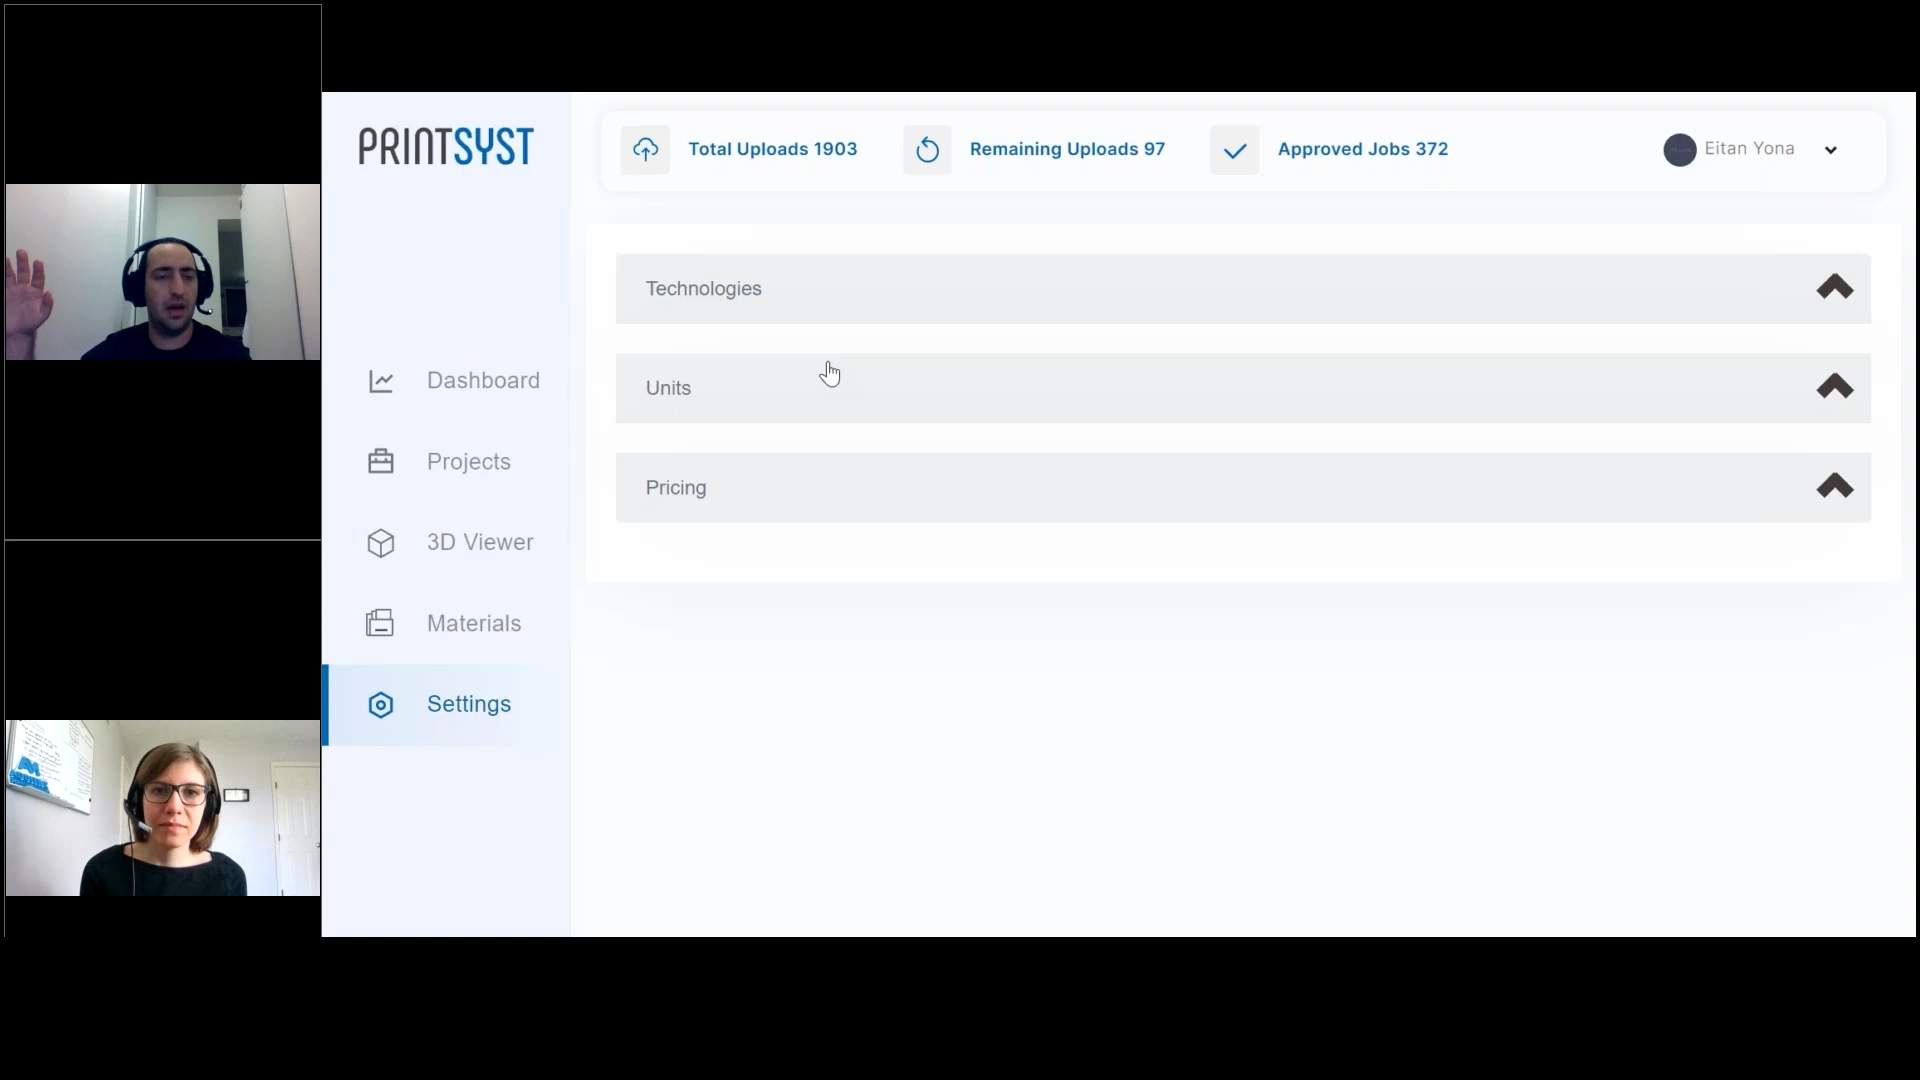 PRINTSYST
Total Uploads 1903
Remaining Uploads 97
Approved Jobs 372
Eitan Yona
Dashboard
Projects
3D Viewer
Materials
Settings
Technologies
Units
Pricing